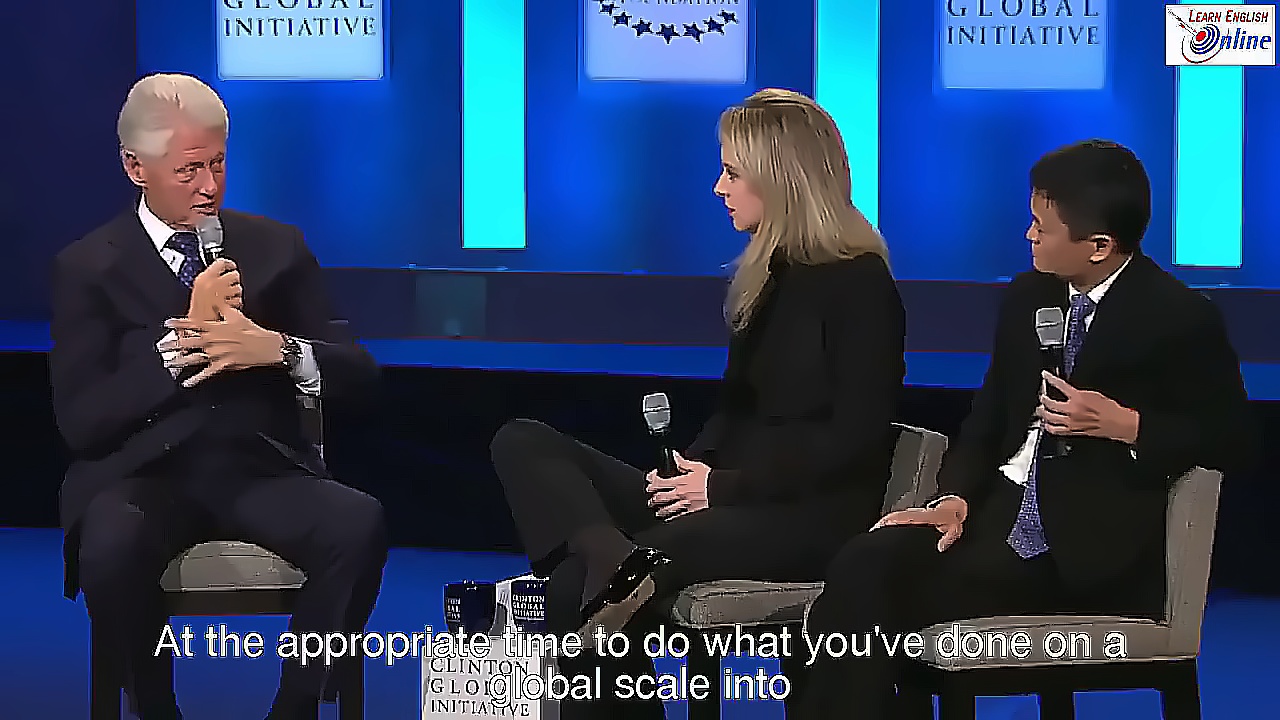 GLOBAL
INITIATIVE
FOUNDATION
GLOBAL
INITIATIVE
LEARN ENGLISH
Online
CLINTON
GLOBAL
INITIATIVE
At the appropriate time to do what you've done on a
global scale into
CLINTON
INITIATIVE